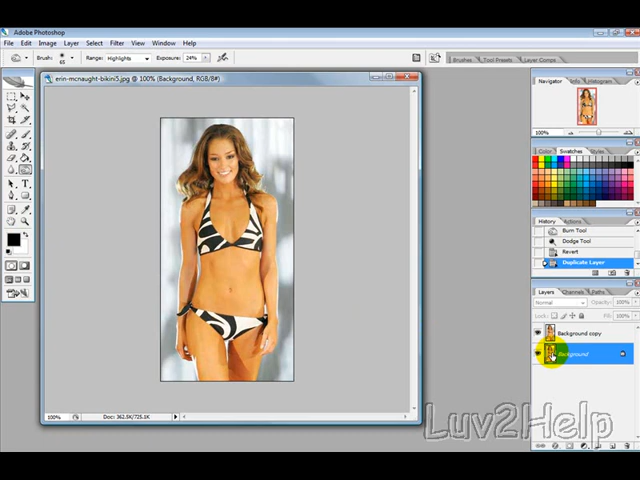 Adobe Photoshop
File Edit Image Layer Select Filter View Window Help
Brush: 65 Range: Highlights Exposure: 24%
Brushes Tool Presets Layer Comps
erin-mcnaught-bikini5.jpg @ 100% (Background, RGB/8#)
Navigator Info Histogram
100%
Color Swatches Styles
History Actions
Burn Tool
Dodge Tool
Revert
Duplicate Layer
Layers Channels Paths
Normal Opacity: 100%
Lock: Fill: 100%
Background copy
Background
100% Doc: 362.5K/725.0K
Luv2Help